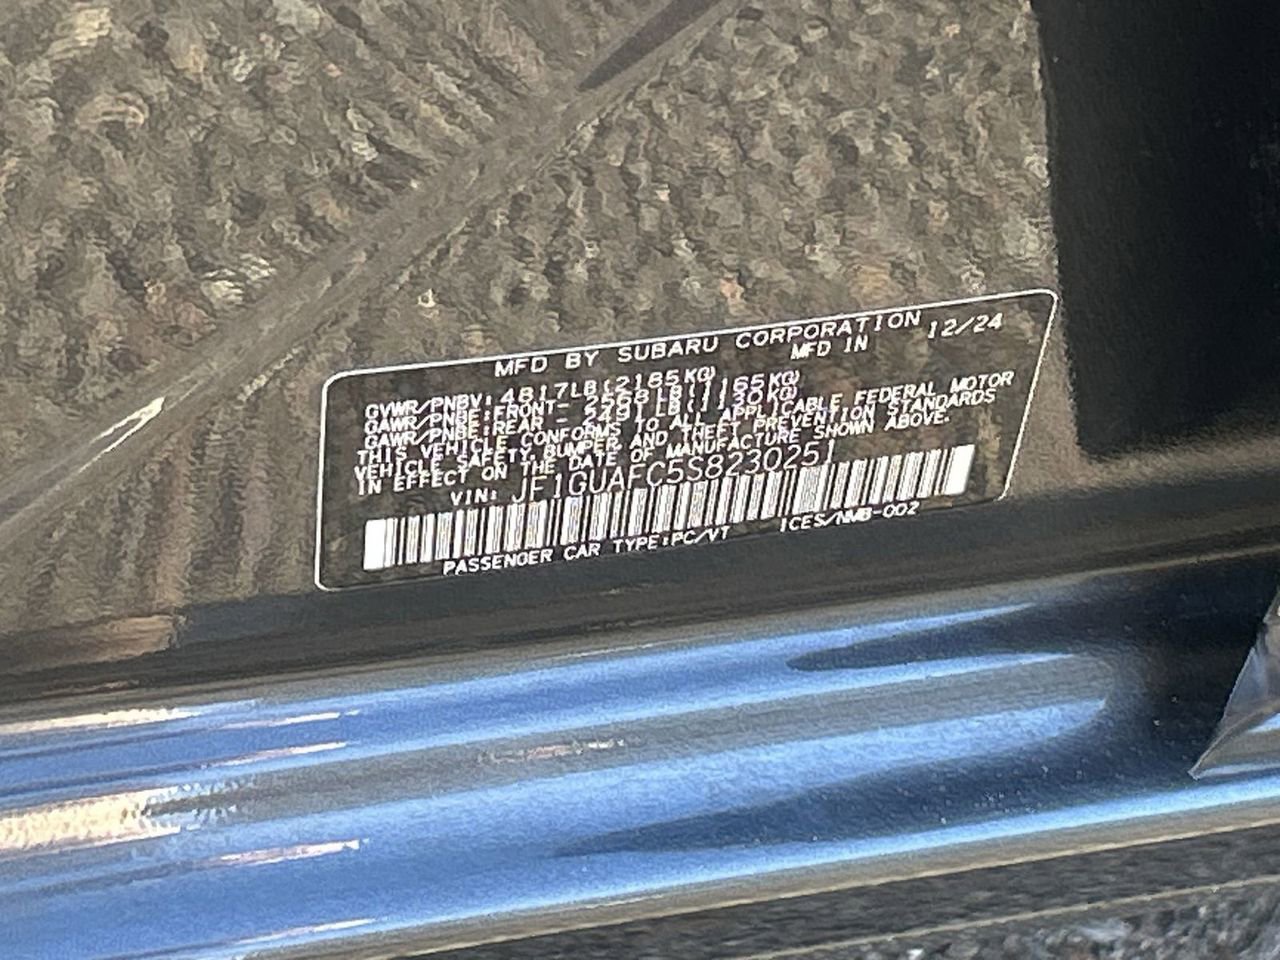 MFD BY SUBARU CORPORATION
MFD IN 12/24
GVWR/PNBV: 4817LB(2185KG)
GAWR/PNBE:FRONT- 2568LB(1165KG)
GAWR/PNBE:REAR - 2491LB(1130KG)
THIS VEHICLE CONFORMS TO ALL APPLICABLE FEDERAL MOTOR
VEHICLE SAFETY, BUMPER, AND THEFT PREVENTION STANDARDS
IN EFFECT ON THE DATE OF MANUFACTURE SHOWN ABOVE.
VIN: JF1GUAFC5S8230251
PASSENGER CAR TYPE:PC/VT ICES/NMB-002